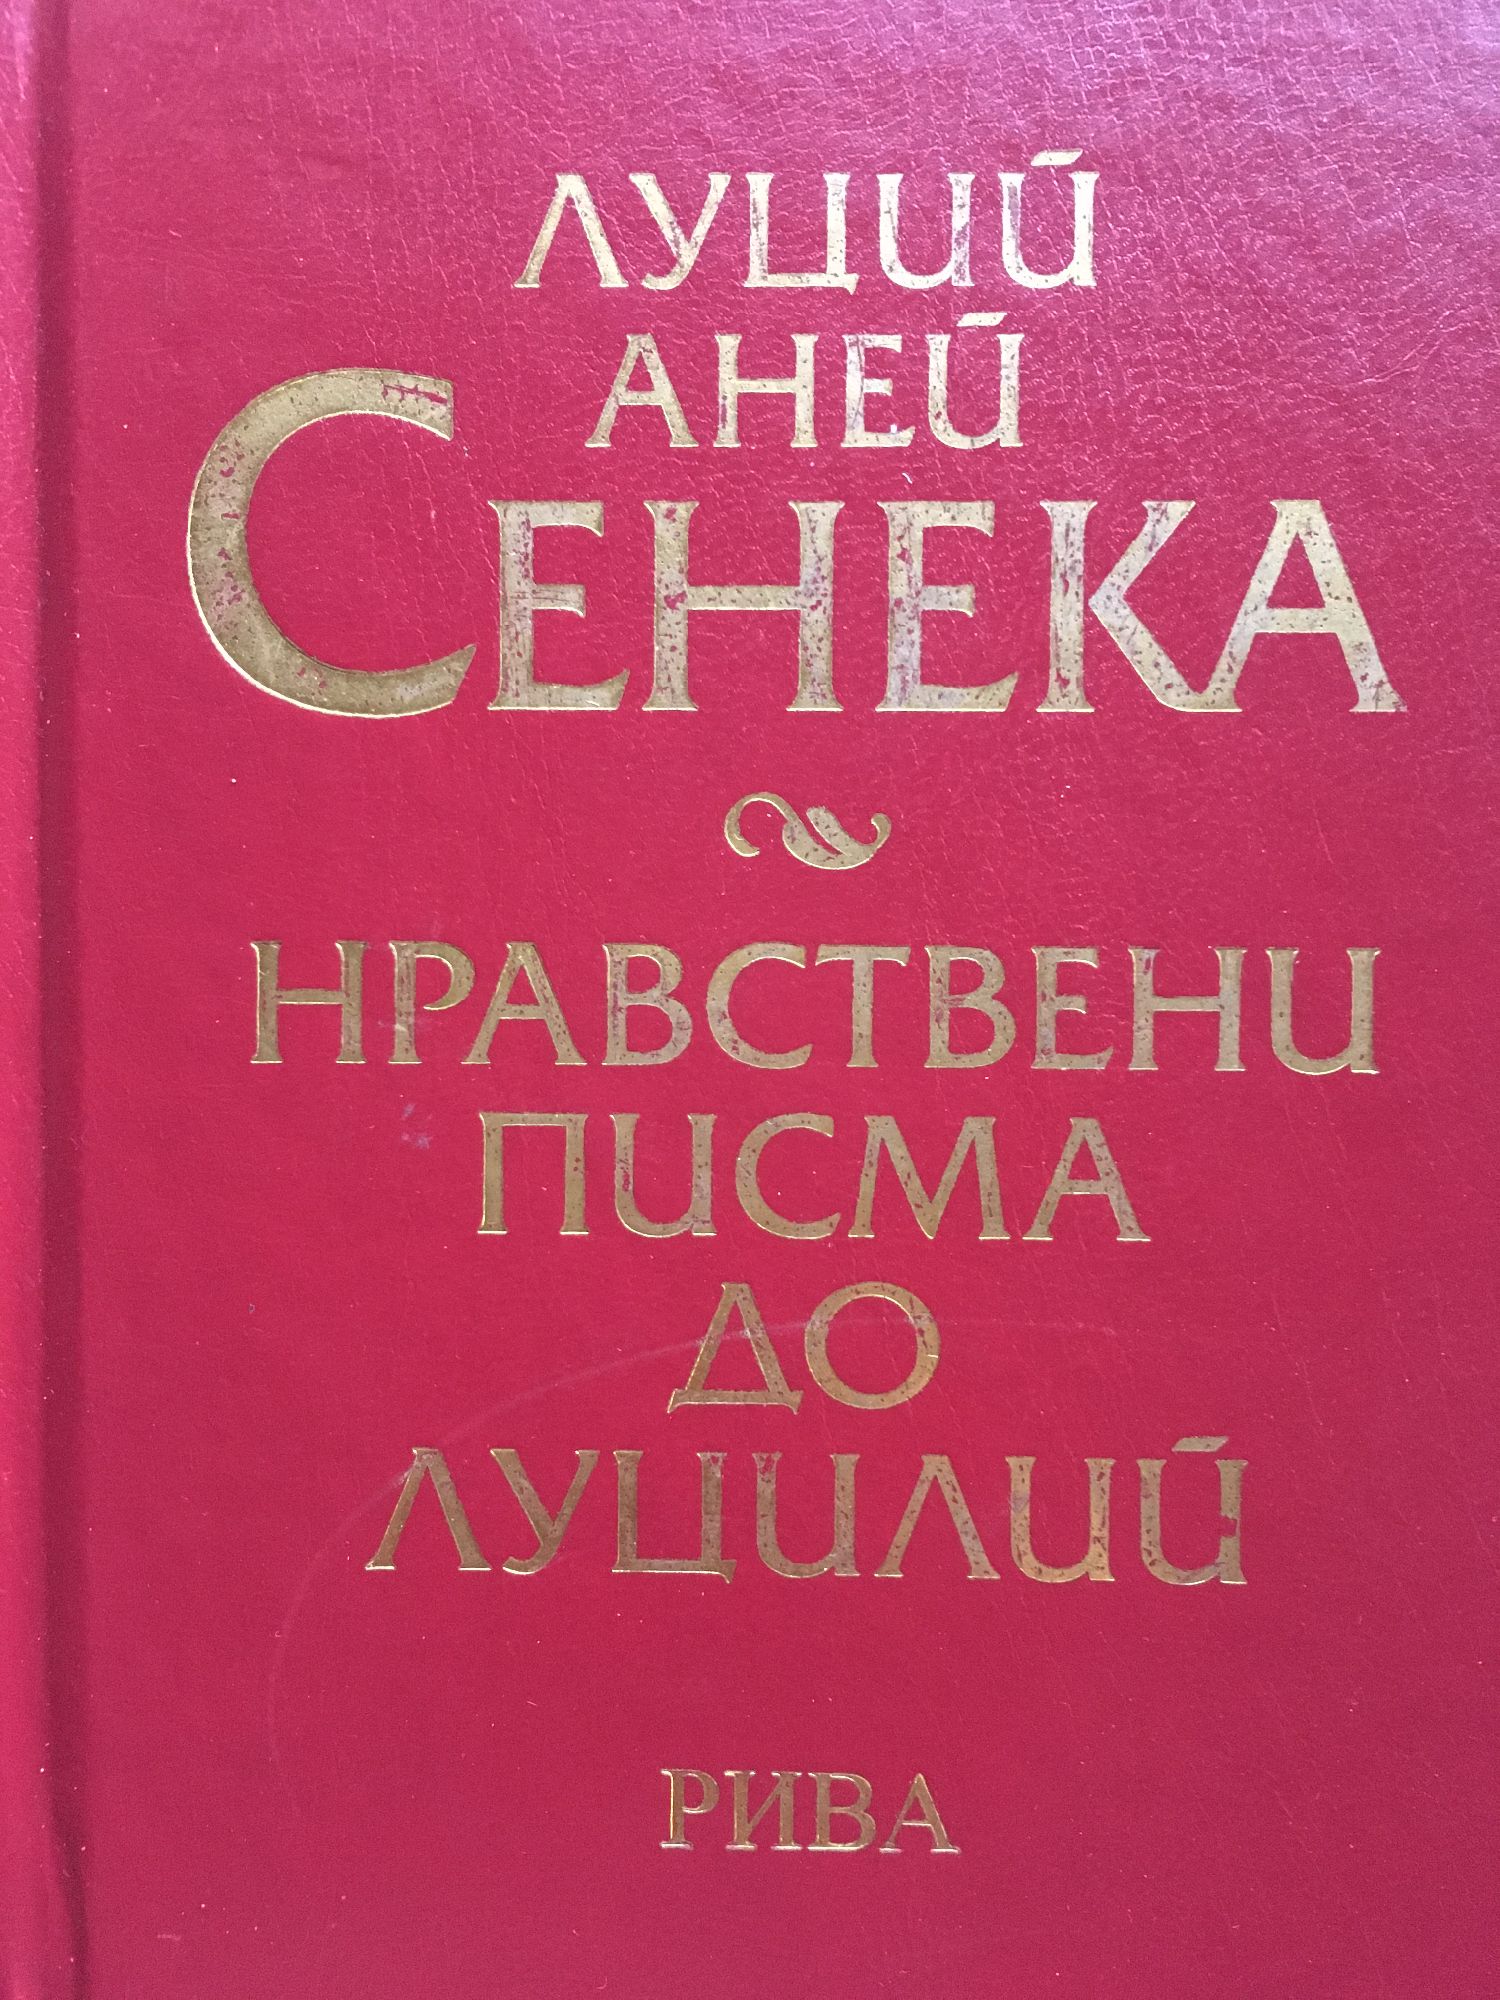 ЛУЦИЙ
АНЕЙ
СЕНЕКА
НРАВСТВЕНИ
ПИСМА
ДО
ЛУЦИЛИЙ
РИВА